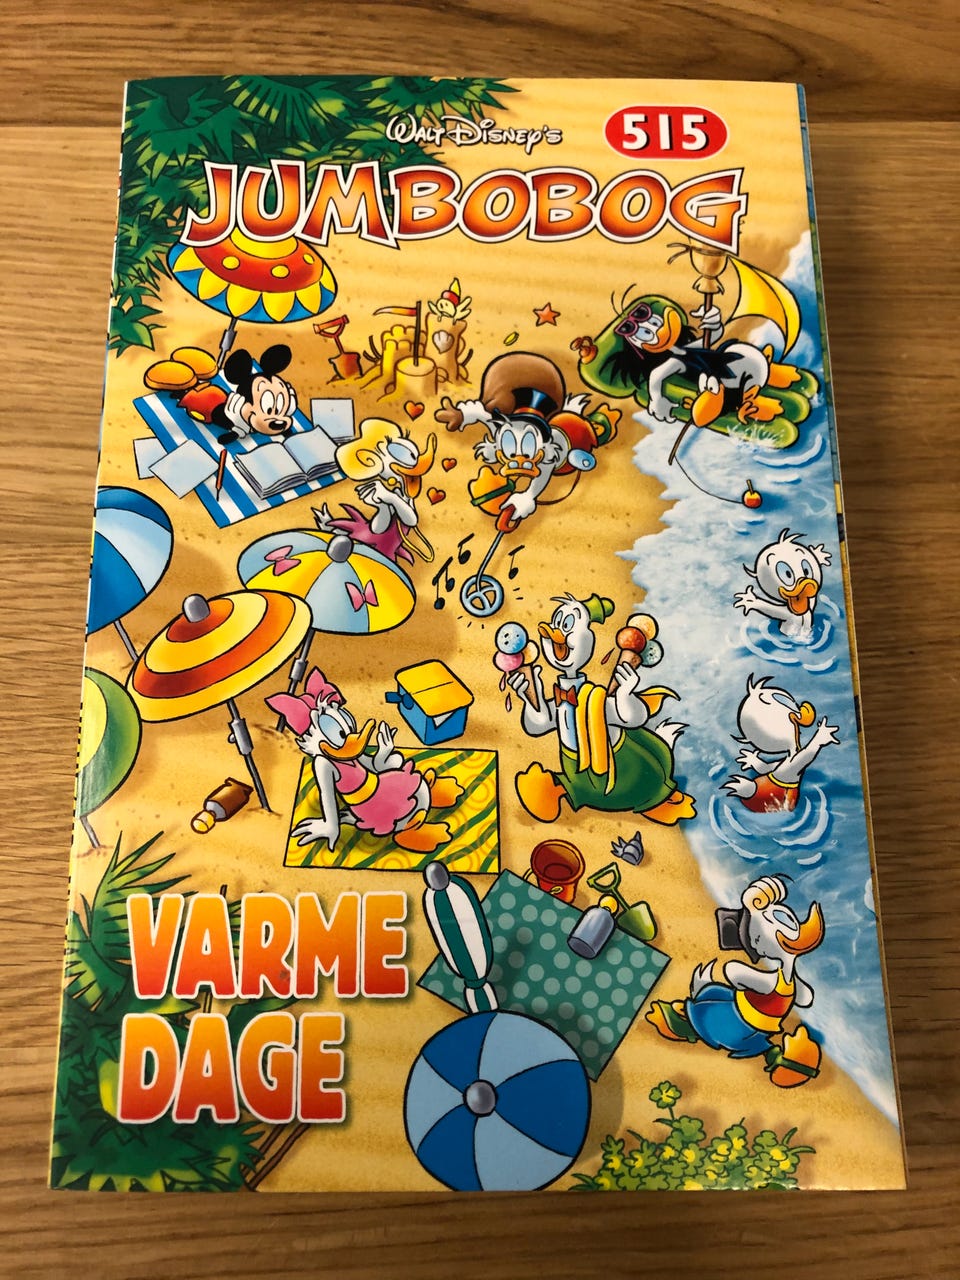 WALT DISNEY'S
515
JUMBOBOG
VARME
DAGE